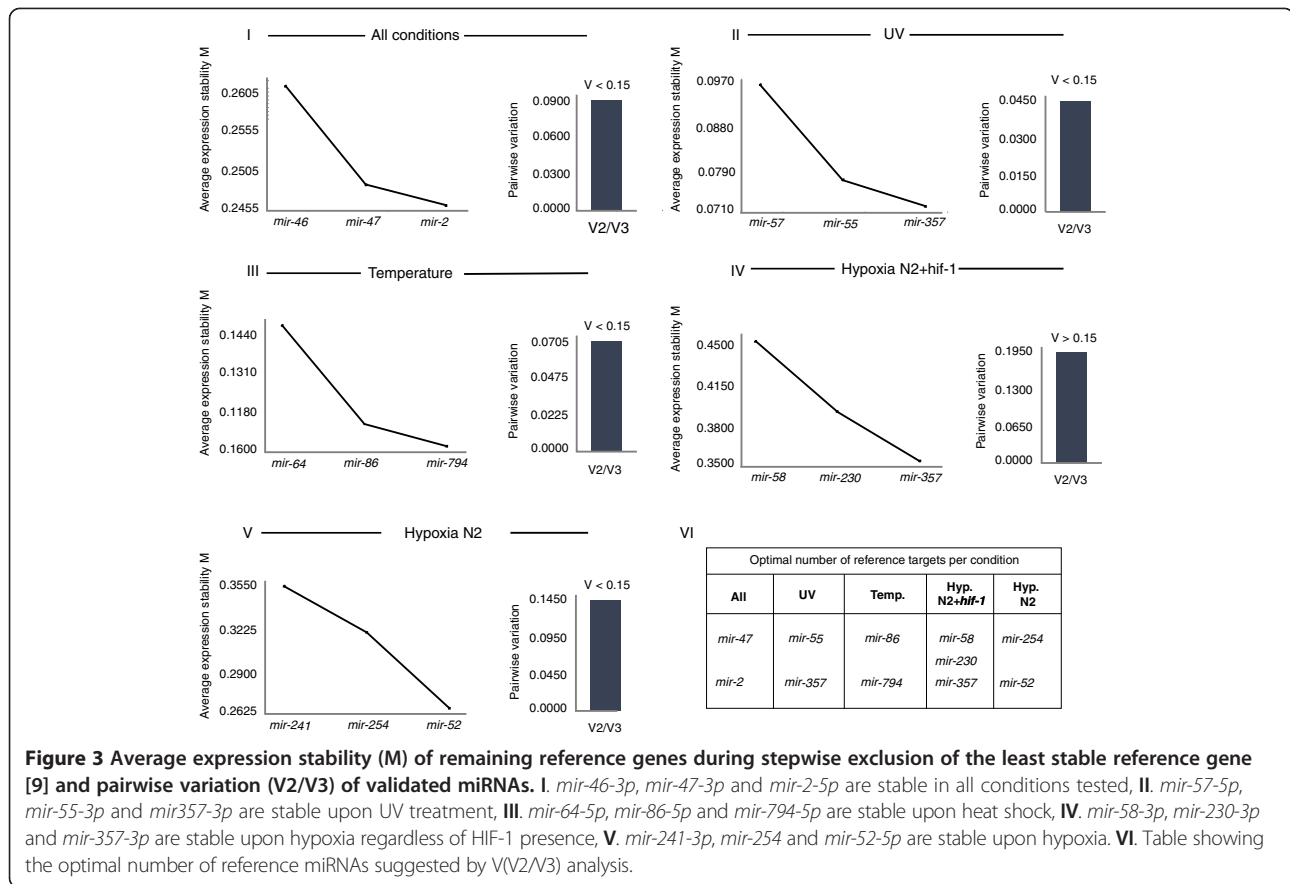 I All conditions
Average expression stability M
0.2605
0.2555
0.2505
0.2455
mir-46 mir-47 mir-2
V < 0.15
Pairwise variation
0.0900
0.0600
0.0300
0.0000
V2/V3
II UV
Average expression stability M
0.0970
0.0880
0.0790
0.0710
mir-57 mir-55 mir-357
V < 0.15
Pairwise variation
0.0450
0.0300
0.0150
0.0000
V2/V3
III Temperature
Average expression stability M
0.1440
0.1310
0.1180
0.1600
mir-64 mir-86 mir-794
V < 0.15
Pairwise variation
0.0705
0.0475
0.0225
0.0000
V2/V3
IV Hypoxia N2+hif-1
Average expression stability M
0.4500
0.4150
0.3800
0.3500
mir-58 mir-230 mir-357
V > 0.15
Pairwise variation
0.1950
0.1300
0.0650
0.0000
V2/V3
V Hypoxia N2
Average expression stability M
0.3550
0.3225
0.2900
0.2625
mir-241 mir-254 mir-52
V < 0.15
Pairwise variation
0.1450
0.0950
0.0450
0.0000
V2/V3
VI
Optimal number of reference targets per condition
All UV Temp. Hyp. N2+hif-1 Hyp. N2
mir-47 mir-55 mir-86 mir-58 mir-254
mir-230
mir-2 mir-357 mir-794 mir-357 mir-52
Figure 3 Average expression stability (M) of remaining reference genes during stepwise exclusion of the least stable reference gene
[9] and pairwise variation (V2/V3) of validated miRNAs. I. mir-46-3p, mir-47-3p and mir-2-5p are stable in all conditions tested, II. mir-57-5p,
mir-55-3p and mir357-3p are stable upon UV treatment, III. mir-64-5p, mir-86-5p and mir-794-5p are stable upon heat shock, IV. mir-58-3p, mir-230-3p
and mir-357-3p are stable upon hypoxia regardless of HIF-1 presence, V. mir-241-3p, mir-254 and mir-52-5p are stable upon hypoxia. VI. Table showing
the optimal number of reference miRNAs suggested by V(V2/V3) analysis.